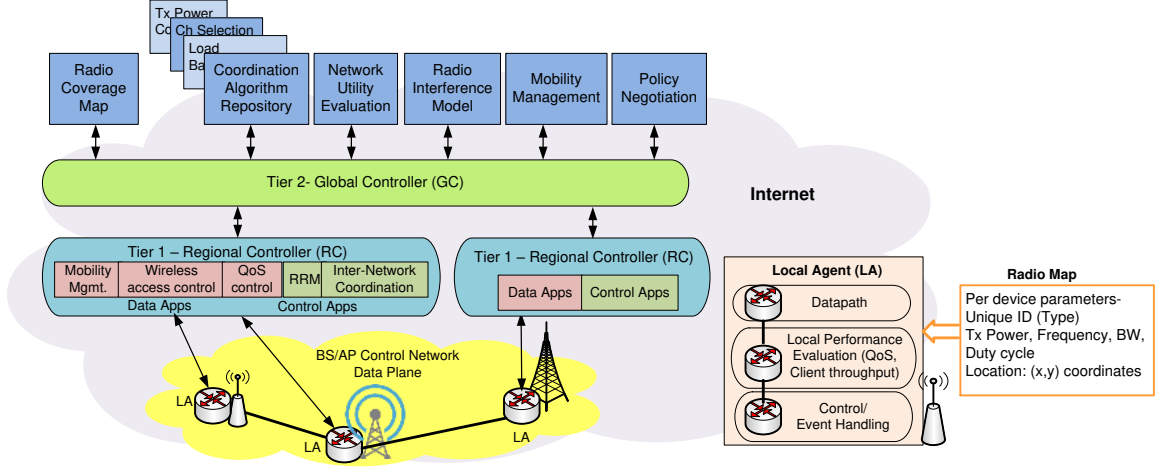 Tx Power
Co
Ch Selection
Load
Ba
Radio
Coverage
Map
Coordination
Algorithm
Repository
Network
Utility
Evaluation
Radio
Interference
Model
Mobility
Management
Policy
Negotiation
Tier 2- Global Controller (GC)
Internet
Tier 1 – Regional Controller (RC)
Mobility
Mgmt.
Wireless
access control
QoS
control
RRM
Inter-Network
Coordination
Data Apps
Control Apps
Tier 1 – Regional Controller (RC)
Data Apps
Control Apps
BS/AP Control Network
Data Plane
LA
LA
LA
Local Agent (LA)
Datapath
Local Performance
Evaluation (QoS,
Client throughput)
Control/
Event Handling
Radio Map
Per device parameters-
Unique ID (Type)
Tx Power, Frequency, BW,
Duty cycle
Location: (x,y) coordinates